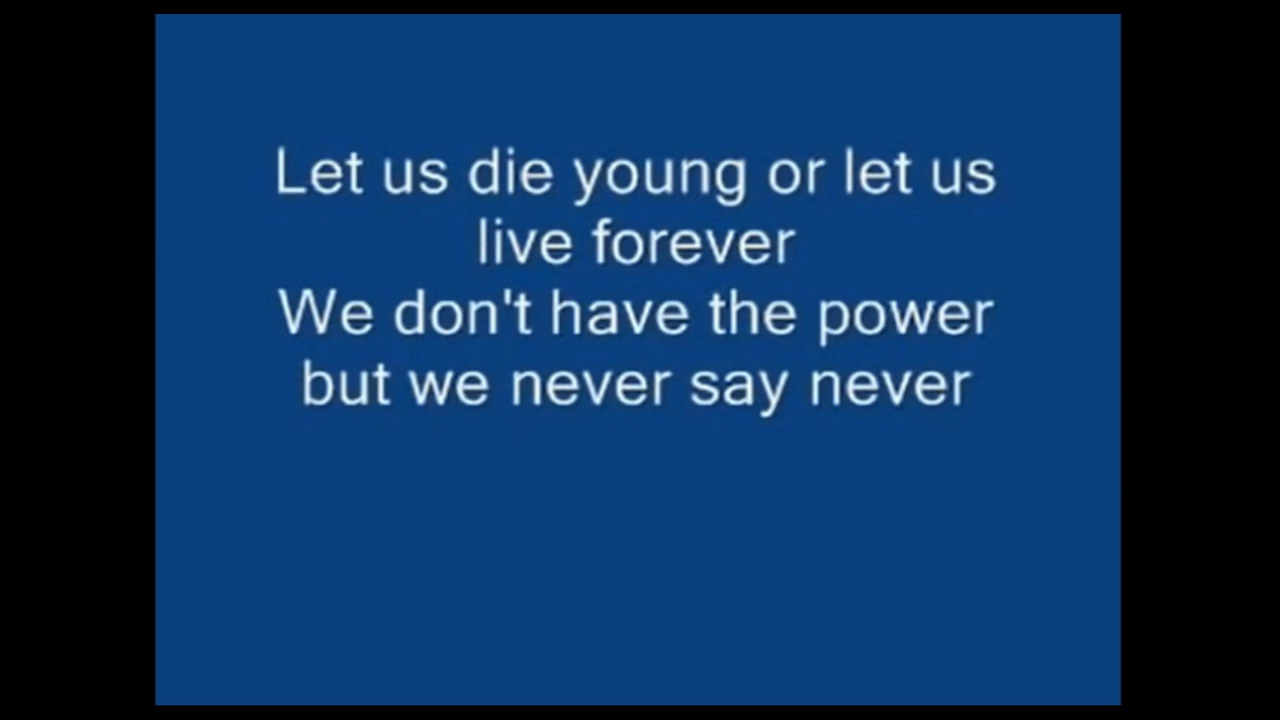 Let us die young or let us
live forever
We don't have the power
but we never say never